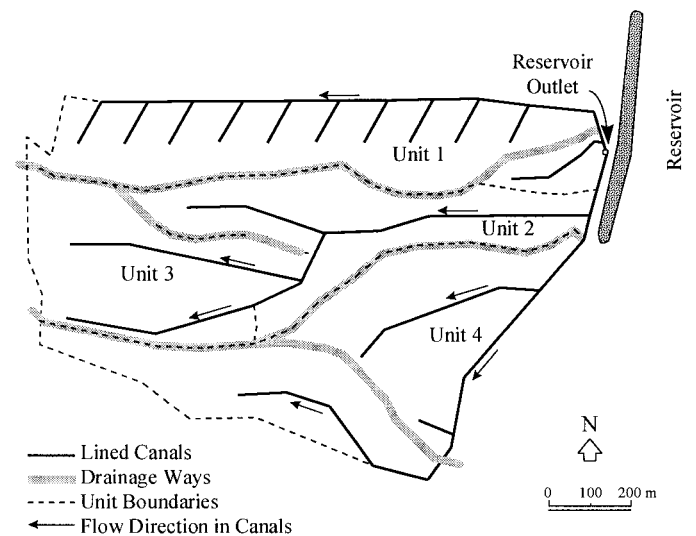 Reservoir
Outlet
Reservoir
Unit 1
Unit 2
Unit 3
Unit 4
Lined Canals
Drainage Ways
Unit Boundaries
Flow Direction in Canals
N
0 100 200 m